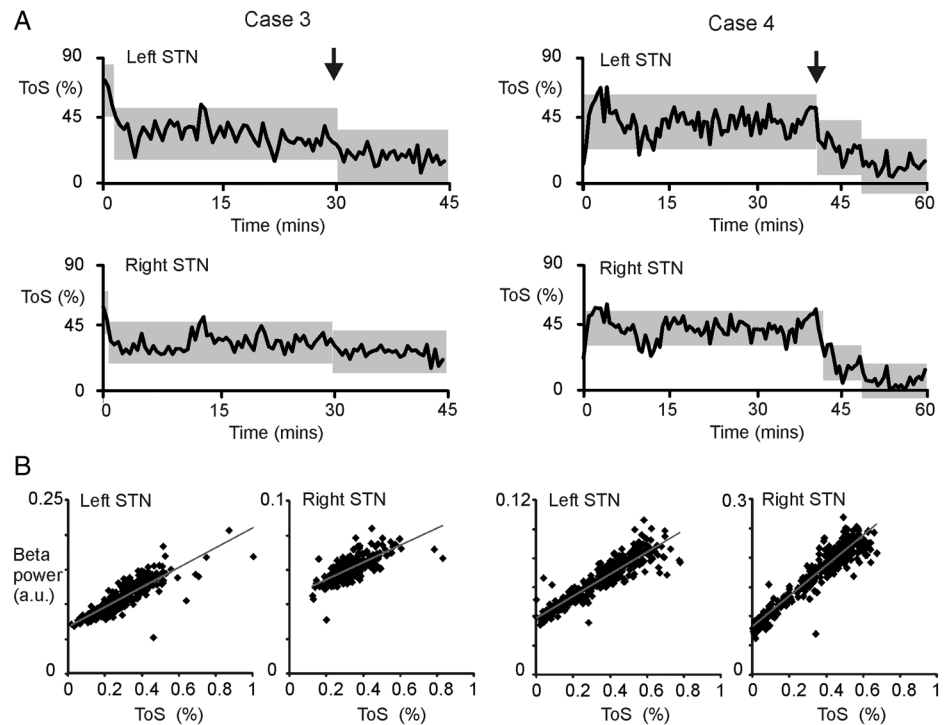 A
Case 3
Case 4
Left STN
90
ToS (%)
45
0
0 15 30 45
Time (mins)
Left STN
90
ToS (%)
45
0
0 15 30 45 60
Time (mins)
Right STN
90
ToS (%)
45
0
0 15 30 45
Time (mins)
Right STN
90
ToS (%)
45
0
0 15 30 45 60
Time (mins)
B
0.25
Left STN
Beta
power
(a.u.)
0
0 0.2 0.4 0.6 0.8 1
ToS (%)
0.1
Right STN
0
0 0.2 0.4 0.6 0.8 1
ToS (%)
0.12
Left STN
0
0 0.2 0.4 0.6 0.8 1
ToS (%)
0.3
Right STN
0
0 0.2 0.4 0.6 0.8 1
ToS (%)